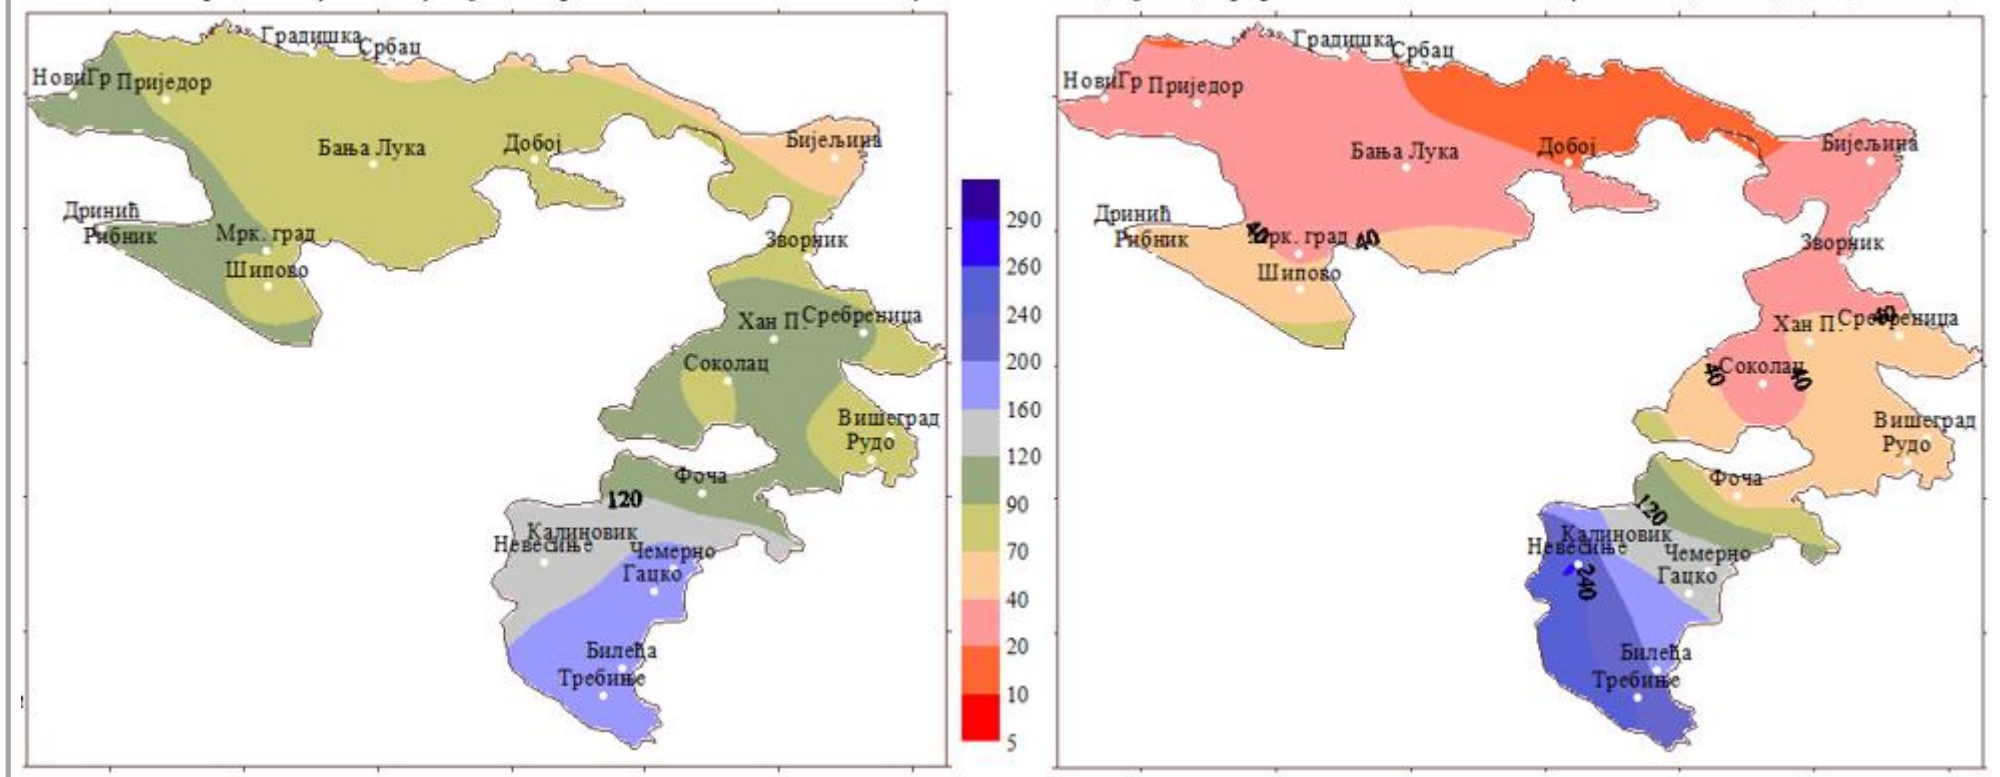 Градишка
Србац
НовиГр
Приједор
Бања Лука
Добој
Бијељина
Дринић
Рибник
Мрк. град
Шипово
Зворник
Хан П.
Сребреница
Соколац
Вишеград
Рудо
Фоча
120
Калиновик
Невесиње
Чемерно
Гацко
Билећа
Требиње
290
260
240
200
160
120
90
70
40
20
10
5
Градишка
Србац
НовиГр
Приједор
Бања Лука
Добој
Бијељина
Дринић
Рибник
40
Мрк. град
40
Шипово
Зворник
Хан П.
Сребреница
40
Соколац
40
40
Вишеград
Рудо
Фоча
120
Калиновик
Невесиње
Чемерно
Гацко
240
Билећа
Требиње